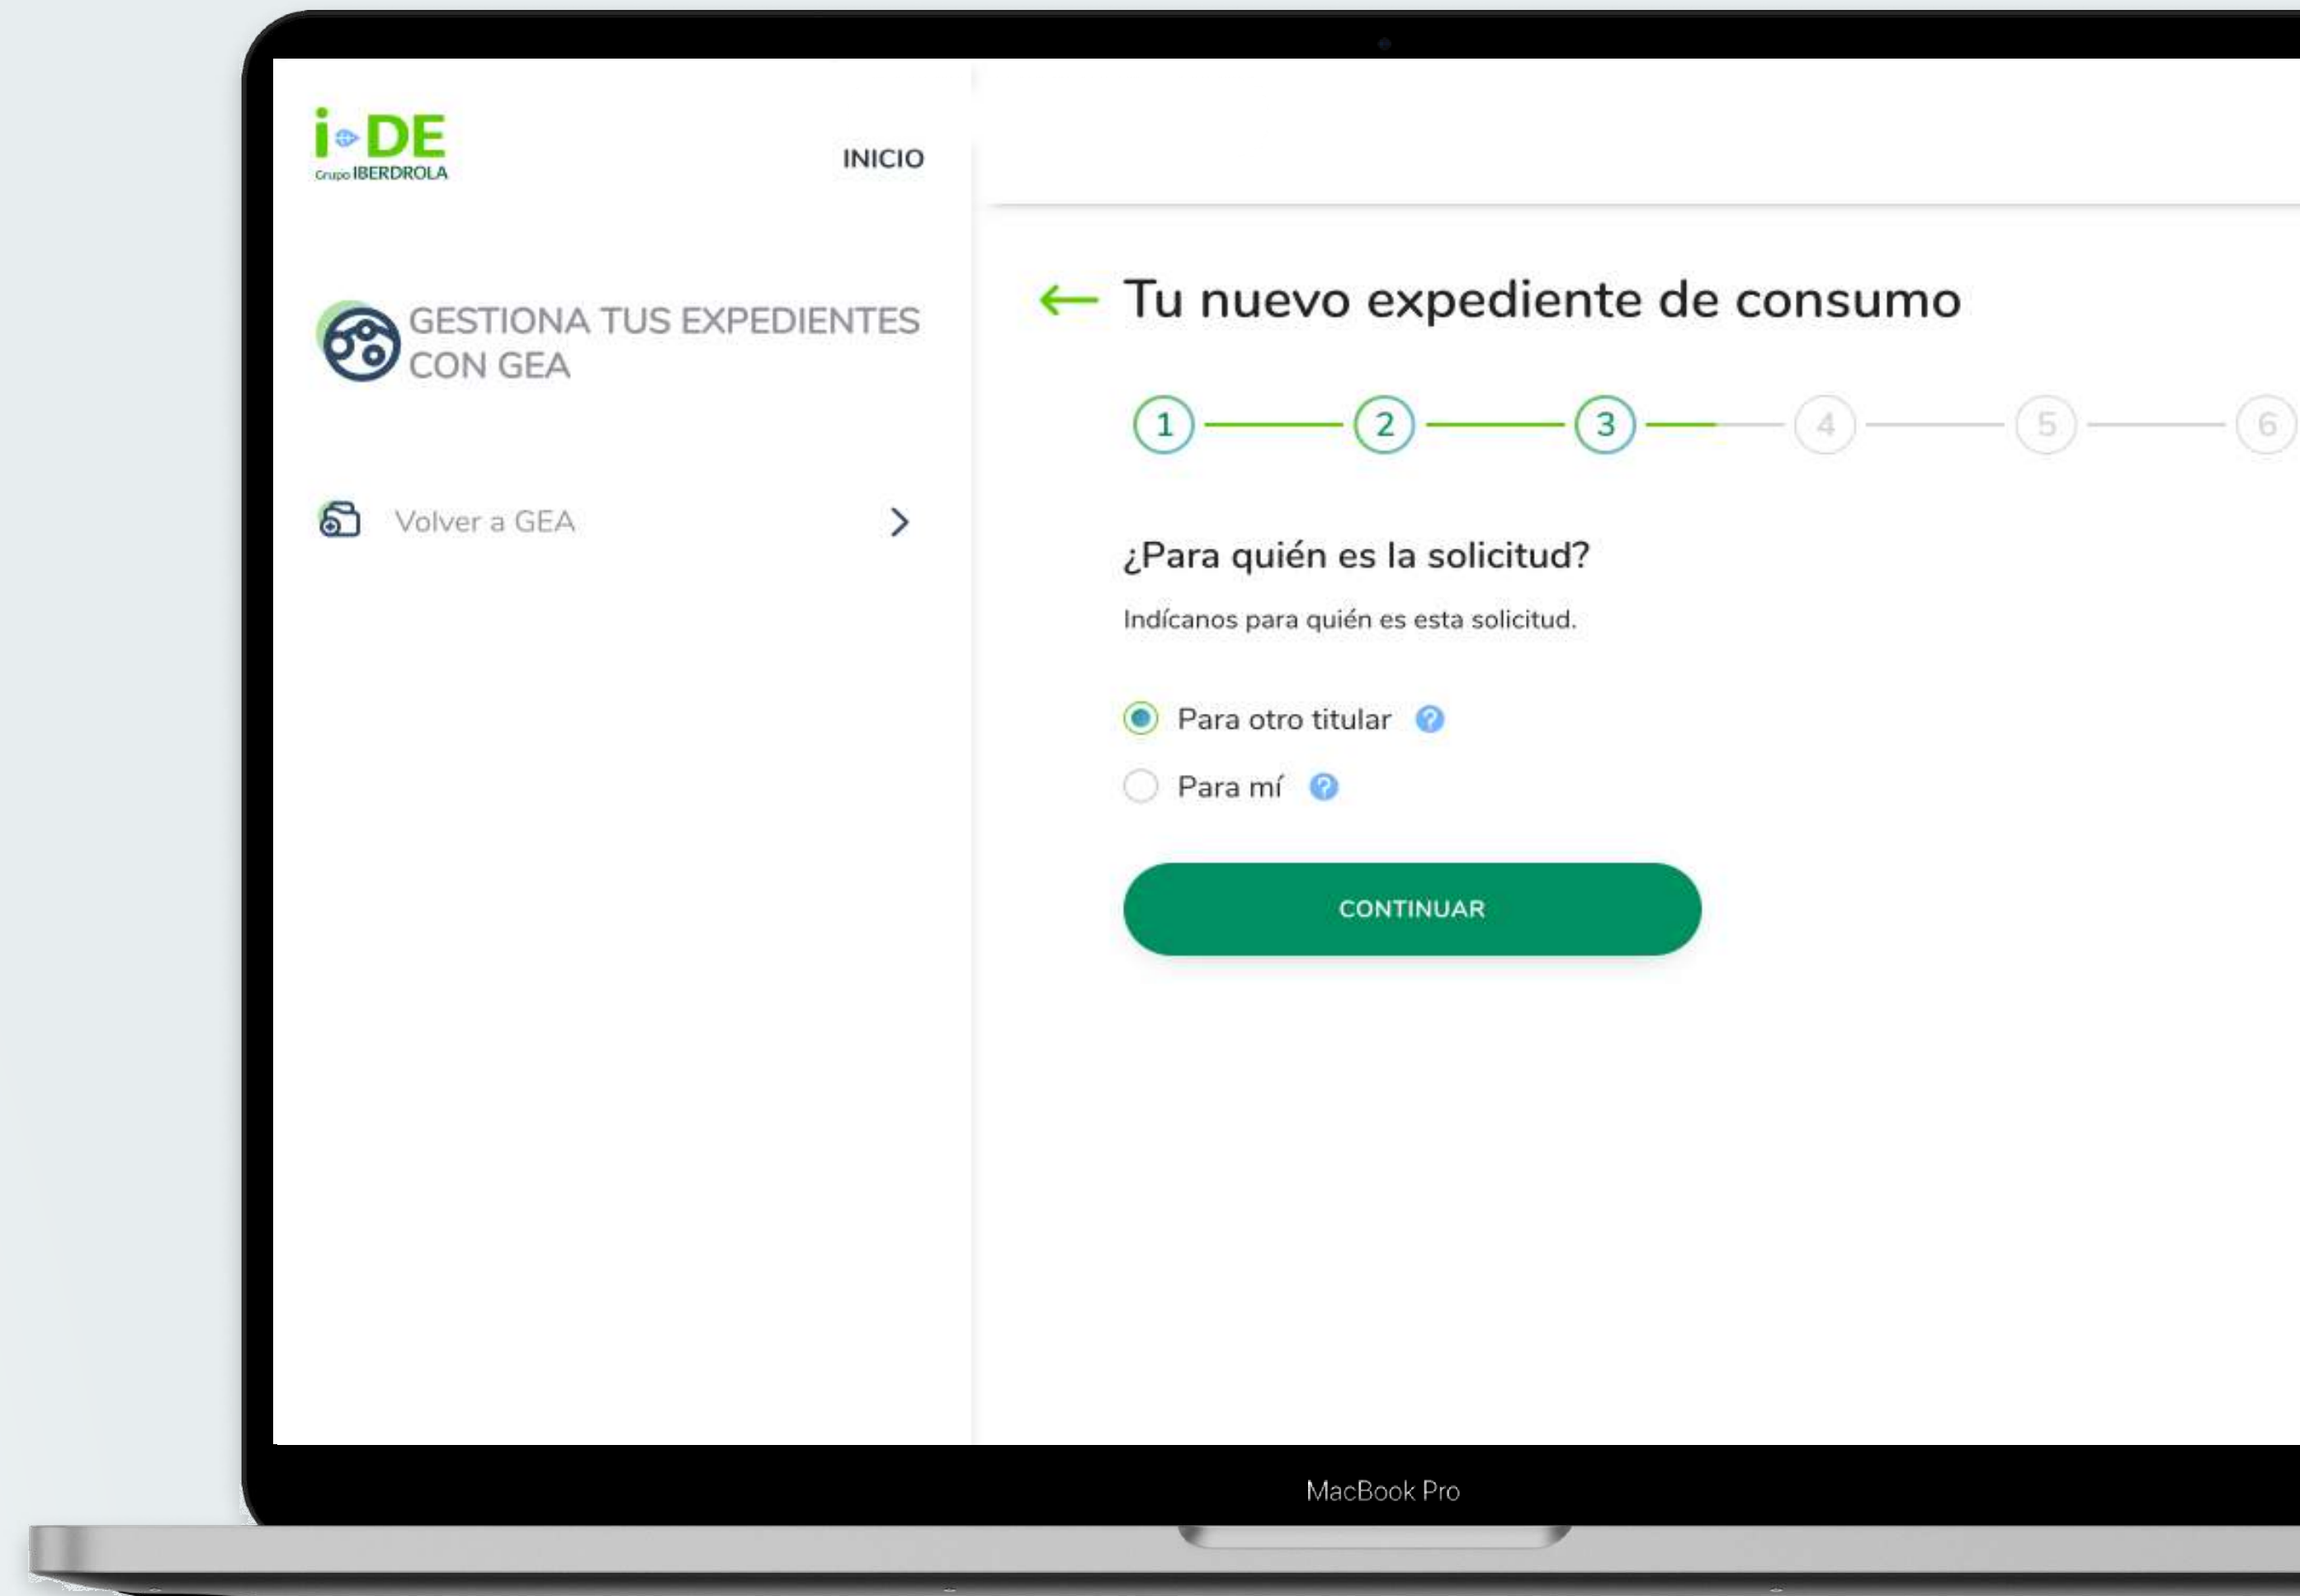 i DE
Grupo IBERDROLA
INICIO
GESTIONA TUS EXPEDIENTES
CON GEA
Volver a GEA
Tu nuevo expediente de consumo
1 2 3 4 5 6
¿Para quién es la solicitud?
Indícanos para quién es esta solicitud.
Para otro titular ?
Para mí ?
CONTINUAR
MacBook Pro